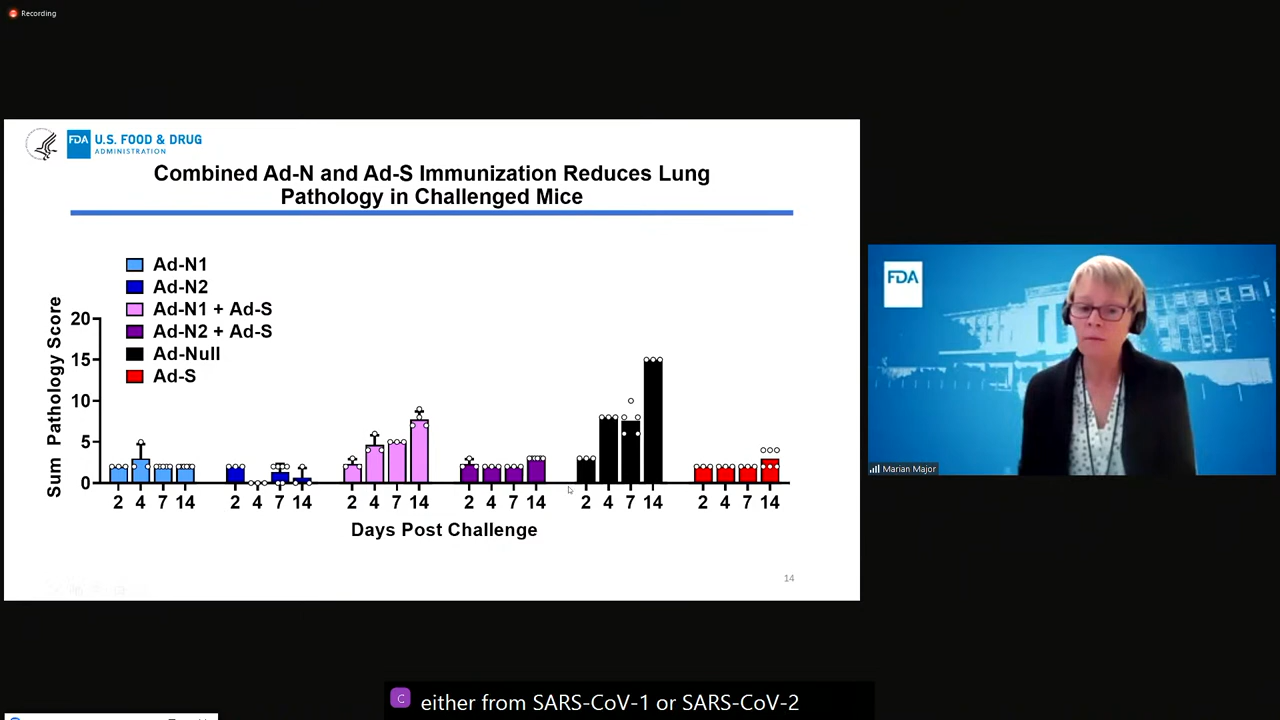 Recording
FDA U.S. FOOD & DRUG
ADMINISTRATION
Combined Ad-N and Ad-S Immunization Reduces Lung
Pathology in Challenged Mice
Ad-N1
Ad-N2
Ad-N1 + Ad-S
Ad-N2 + Ad-S
Ad-Null
Ad-S
Sum Pathology Score
20
15
10
5
0
2 4 7 14 2 4 7 14 2 4 7 14 2 4 7 14 2 4 7 14 2 4 7 14
Days Post Challenge
14
FDA
Marian Major
C either from SARS-CoV-1 or SARS-CoV-2